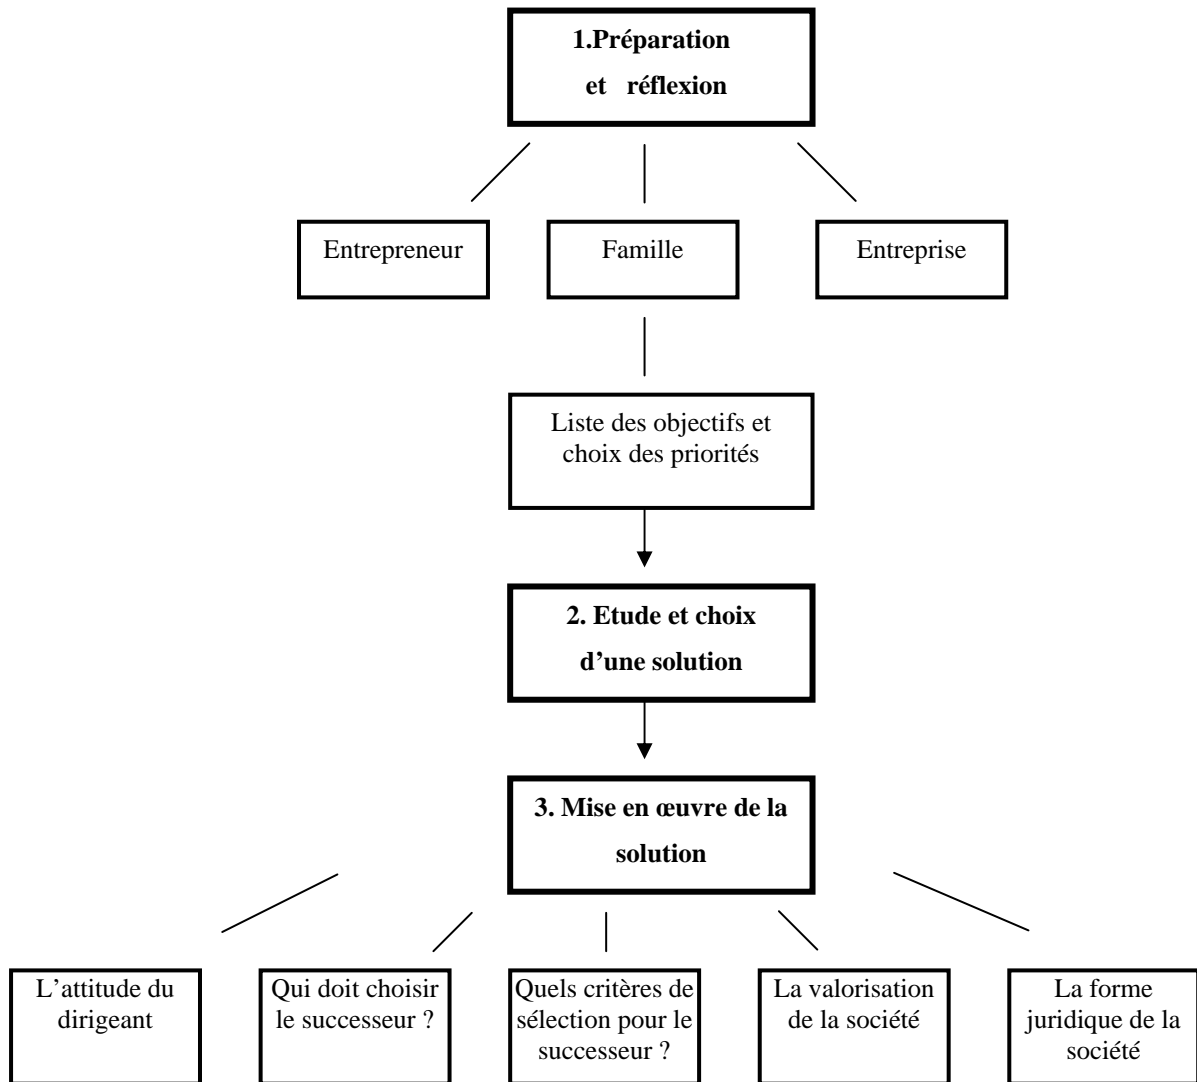 1.Préparation
et réflexion
Entrepreneur
Famille
Entreprise
Liste des objectifs et
choix des priorités
2. Etude et choix
d’une solution
3. Mise en œuvre de la
solution
L’attitude du
dirigeant
Qui doit choisir
le successeur ?
Quels critères de
sélection pour le
successeur ?
La valorisation
de la société
La forme
juridique de la
société